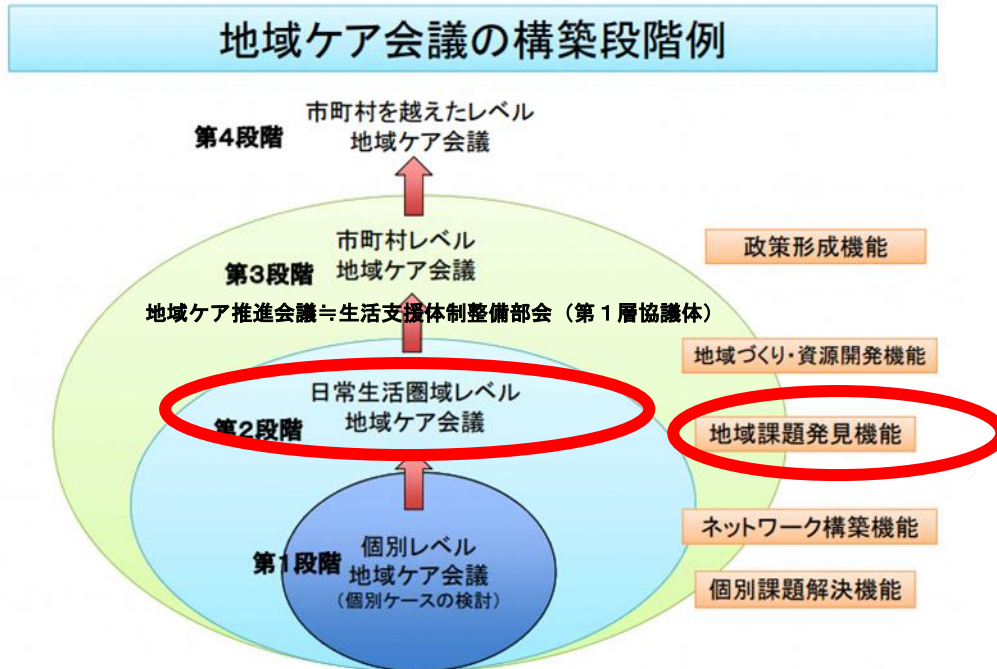 地域ケア会議の構築段階例
市町村を越えたレベル
地域ケア会議
第4段階
市町村レベル
地域ケア会議
第3段階
地域ケア推進会議≒生活支援体制整備部会（第１層協議体）
日常生活圏域レベル
地域ケア会議
第2段階
個別レベル
地域ケア会議
（個別ケースの検討）
第1段階
政策形成機能
地域づくり・資源開発機能
地域課題発見機能
ネットワーク構築機能
個別課題解決機能